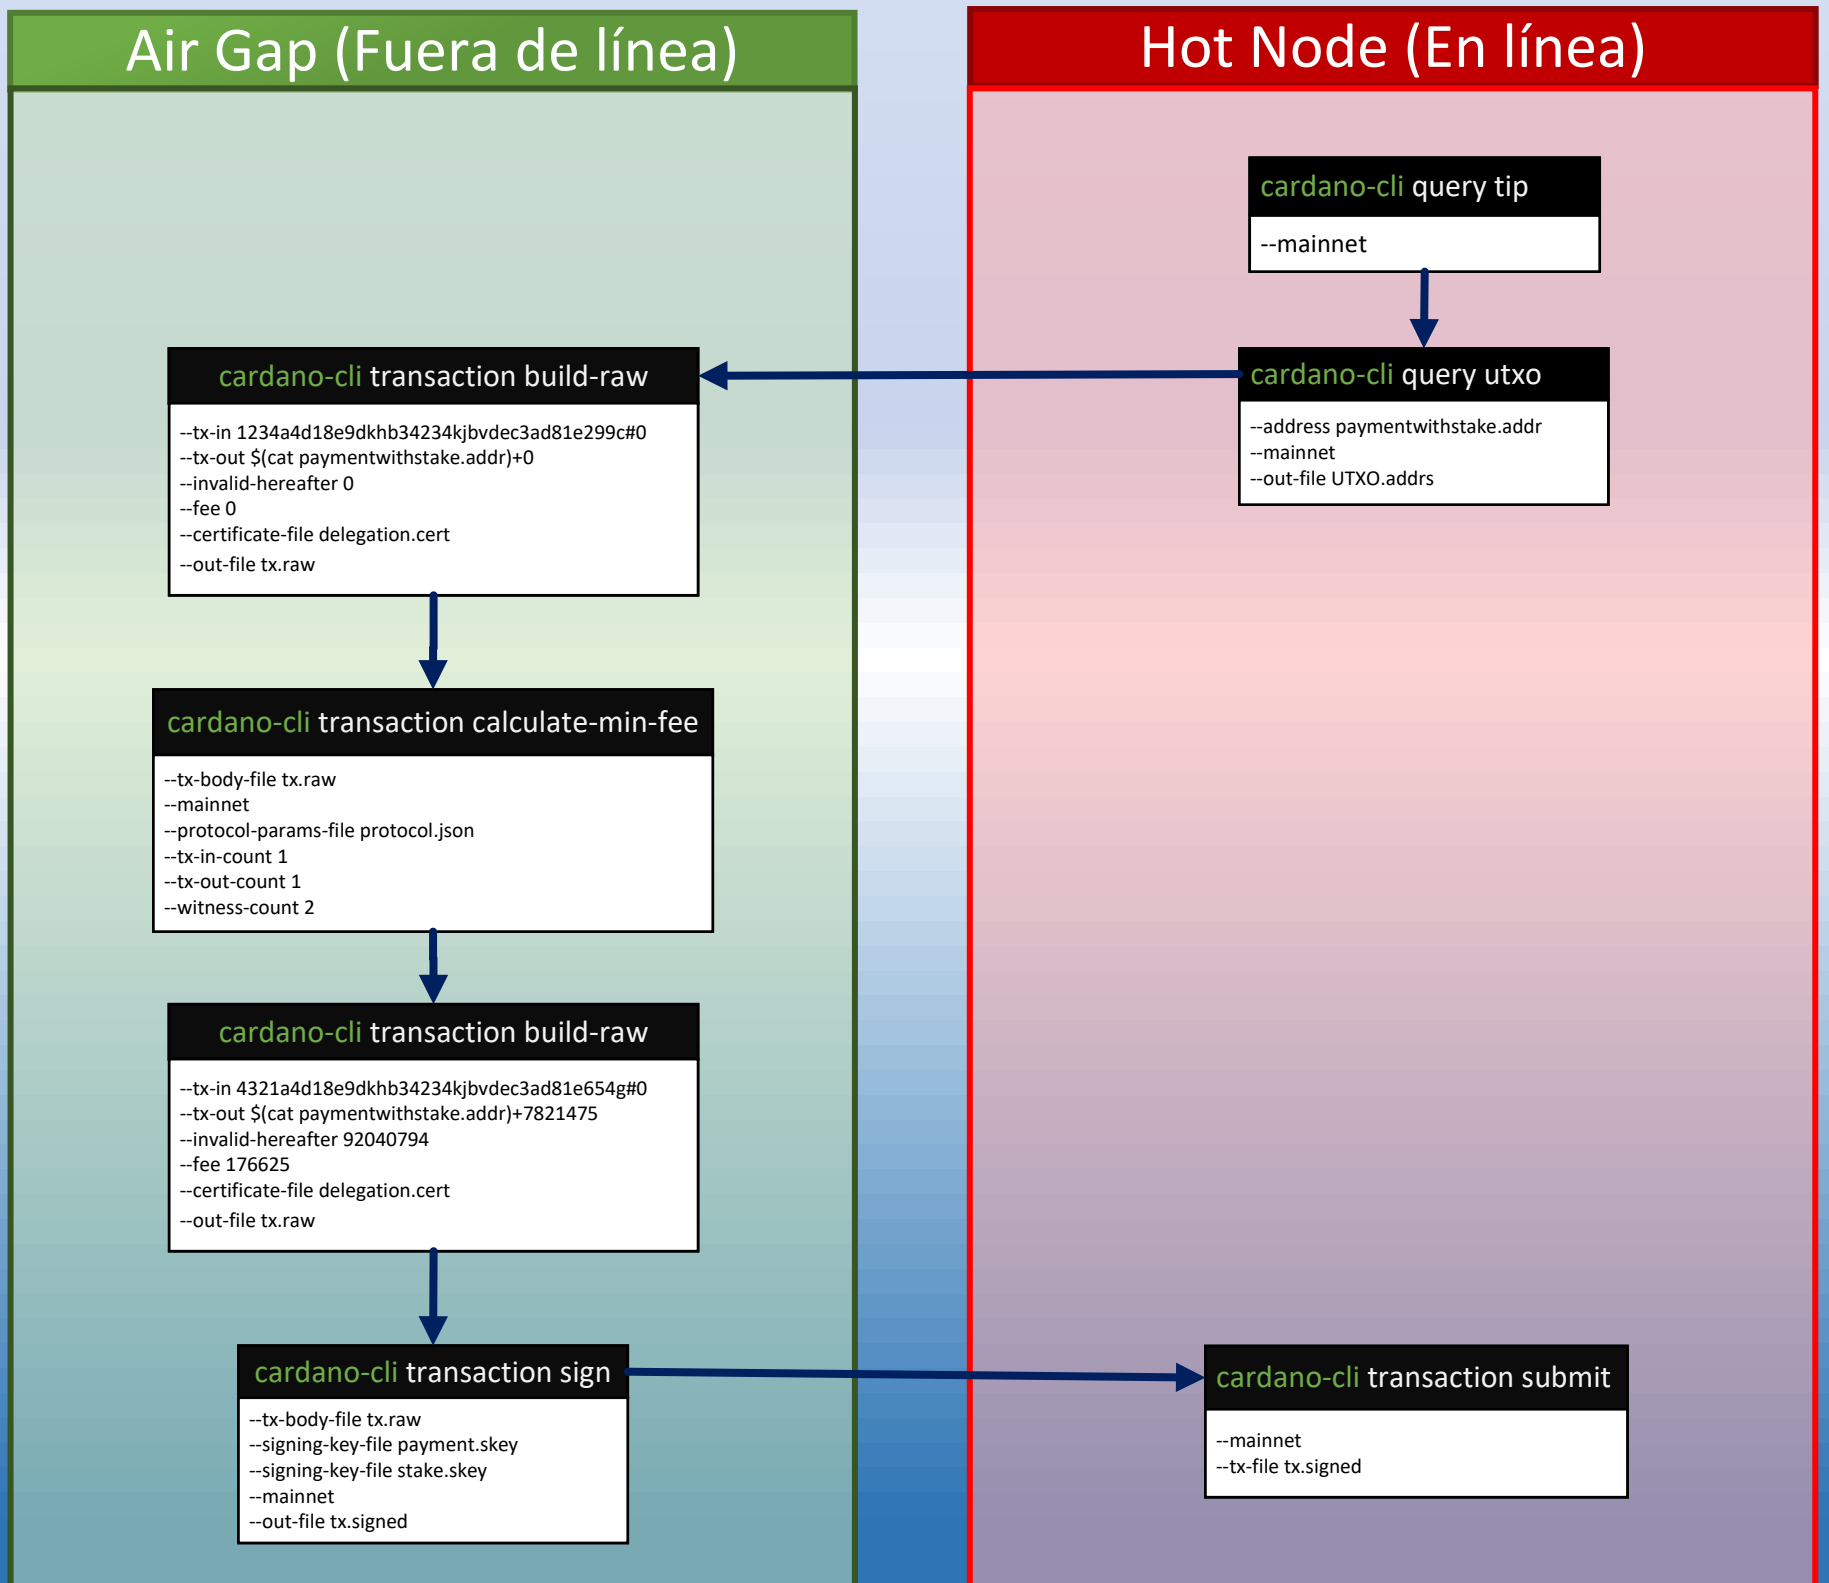 Air Gap (Fuera de línea)
Hot Node (En línea)
cardano-cli query tip
--mainnet
cardano-cli query utxo
--address paymentwithstake.addr
--mainnet
--out-file UTXO.addrs
cardano-cli transaction build-raw
--tx-in 1234a4d18e9dkhb34234kjbvdec3ad81e299c#0
--tx-out $(cat paymentwithstake.addr)+0
--invalid-hereafter 0
--fee 0
--certificate-file delegation.cert
--out-file tx.raw
cardano-cli transaction calculate-min-fee
--tx-body-file tx.raw
--mainnet
--protocol-params-file protocol.json
--tx-in-count 1
--tx-out-count 1
--witness-count 2
cardano-cli transaction build-raw
--tx-in 4321a4d18e9dkhb34234kjbvdec3ad81e654g#0
--tx-out $(cat paymentwithstake.addr)+7821475
--invalid-hereafter 92040794
--fee 176625
--certificate-file delegation.cert
--out-file tx.raw
cardano-cli transaction sign
--tx-body-file tx.raw
--signing-key-file payment.skey
--signing-key-file stake.skey
--mainnet
--out-file tx.signed
cardano-cli transaction submit
--mainnet
--tx-file tx.signed